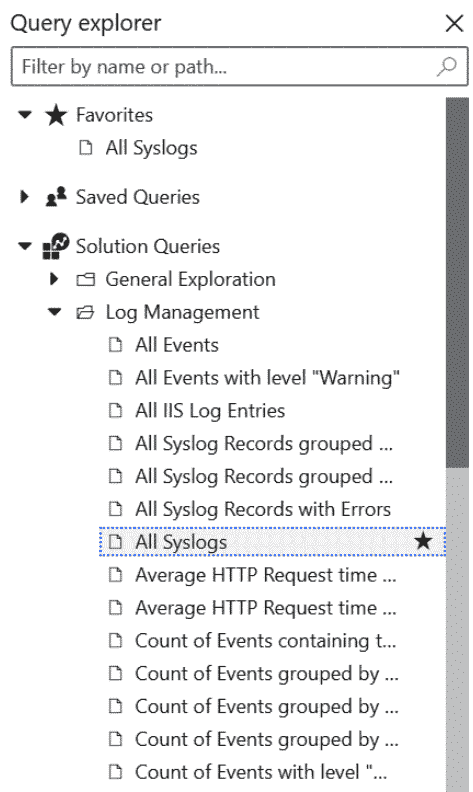 Query explorer
Filter by name or path...
Favorites
All Syslogs
Saved Queries
Solution Queries
General Exploration
Log Management
All Events
All Events with level "Warning"
All IIS Log Entries
All Syslog Records grouped ...
All Syslog Records grouped ...
All Syslog Records with Errors
All Syslogs
Average HTTP Request time ...
Average HTTP Request time ...
Count of Events containing t...
Count of Events grouped by ...
Count of Events grouped by ...
Count of Events grouped by ...
Count of Events with level "...